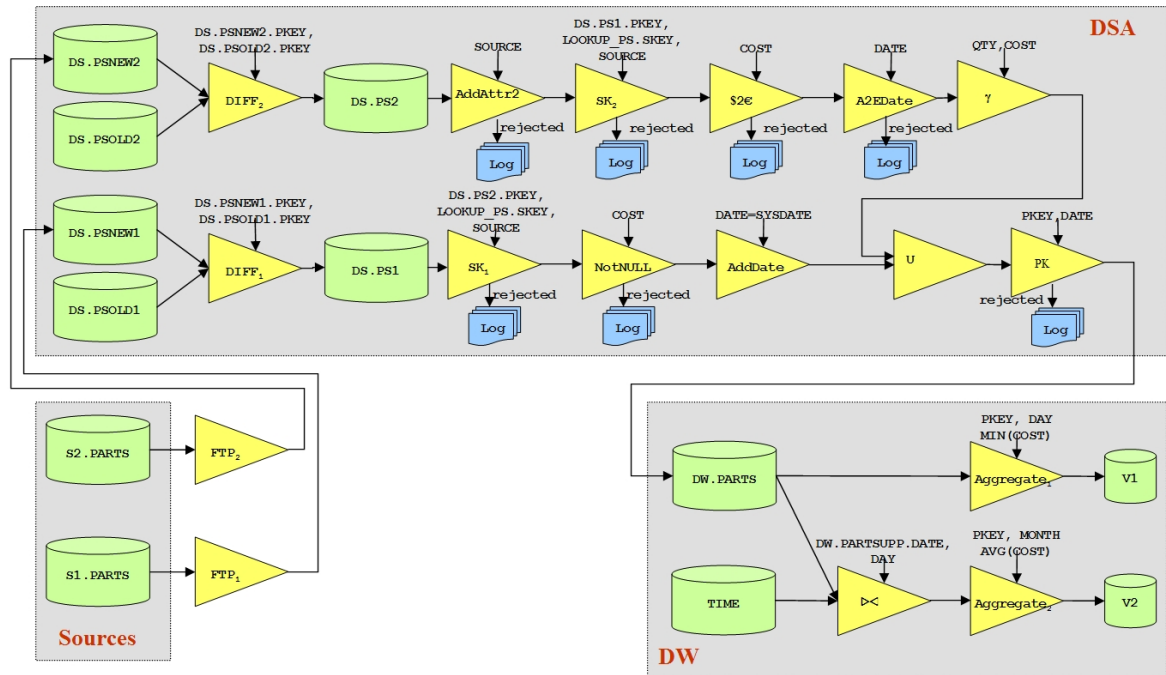 DSA
DS.PSNEW2.PKEY,
DS.PSOLD2.PKEY
DS.PS1.PKEY,
LOOKUP_PS.SKEY,
SOURCE
SOURCE
COST
DATE
QTY,COST
DS.PSNEW2
DS.PSOLD2
DIFF2
DS.PS2
AddAttr2
SK2
$2€
A2EDate
γ
rejected
rejected
rejected
rejected
Log
Log
Log
Log
DS.PSNEW1.PKEY,
DS.PSOLD1.PKEY
DS.PS2.PKEY,
LOOKUP_PS.SKEY,
SOURCE
COST
DATE=SYSDATE
PKEY,DATE
DS.PSNEW1
DS.PSOLD1
DIFF1
DS.PS1
SK1
NotNULL
AddDate
U
PK
rejected
rejected
rejected
Log
Log
Log
S2.PARTS
FTP2
S1.PARTS
FTP1
Sources
PKEY, DAY
MIN(COST)
DW.PARTS
Aggregate1
V1
DW.PARTSUPP.DATE,
DAY
PKEY, MONTH
AVG(COST)
TIME
▷◁
Aggregate2
V2
DW